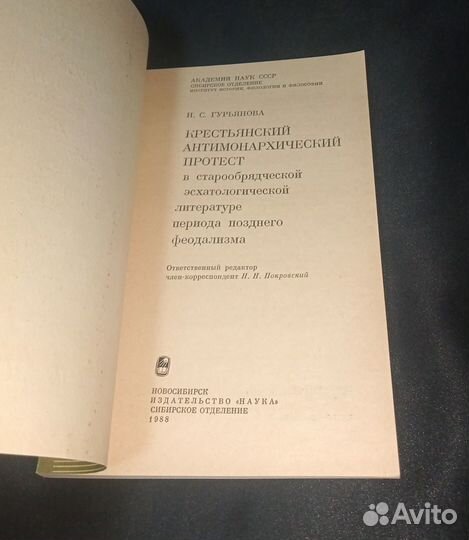 АКАДЕМИЯ НАУК СССР
СИБИРСКОЕ ОТДЕЛЕНИЕ
ИНСТИТУТ ИСТОРИИ, ФИЛОЛОГИИ И ФИЛОСОФИИ
Н. С. ГУРЬЯНОВА
КРЕСТЬЯНСКИЙ
АНТИМОНАРХИЧЕСКИЙ
ПРОТЕСТ
в старообрядческой
эсхатологической
литературе
периода позднего
феодализма
Ответственный редактор
член-корреспондент Н. Н. Покровский
НОВОСИБИРСК
ИЗДАТЕЛЬСТВО «НАУКА»
СИБИРСКОЕ ОТДЕЛЕНИЕ
1988
Avito